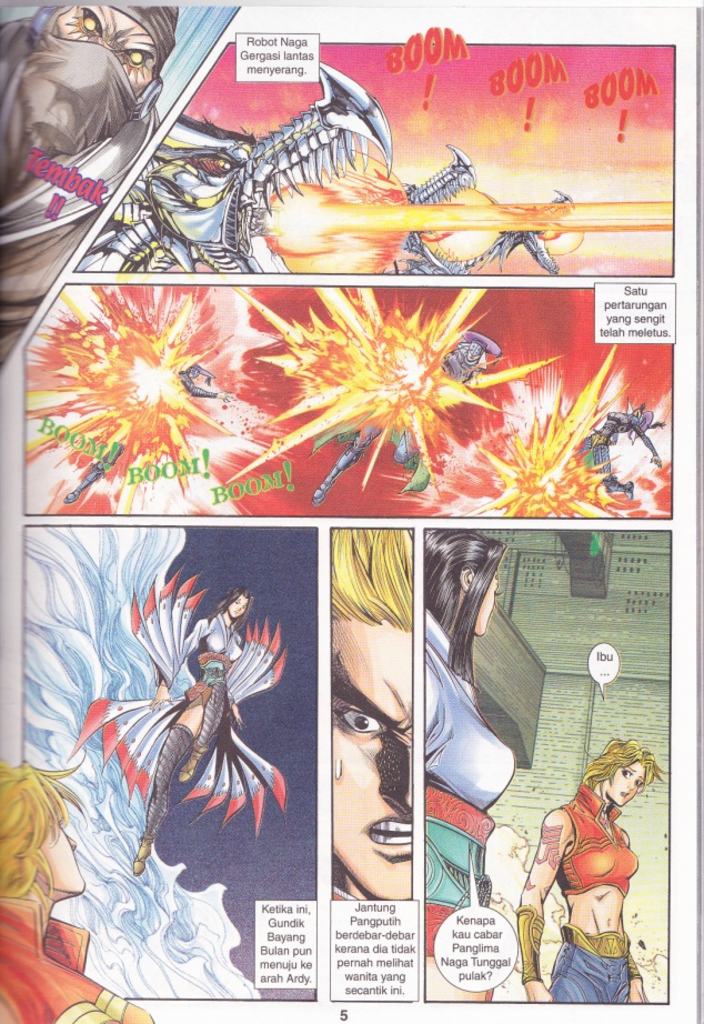 Tembak
!!
Robot Naga
Gergasi lantas
menyerang.
BOOM
!
BOOM
!
BOOM
!
Satu
pertarungan
yang sengit
telah meletus.
BOOM!
BOOM!
BOOM!
Ketika ini,
Gundik
Bayang
Bulan pun
menuju ke
arah Ardy.
Jantung
Pangputih
berdebar-debar
kerana dia tidak
pernah melihat
wanita yang
secantik ini.
Ibu
...
Kenapa
kau cabar
Panglima
Naga Tunggal
pulak?
5